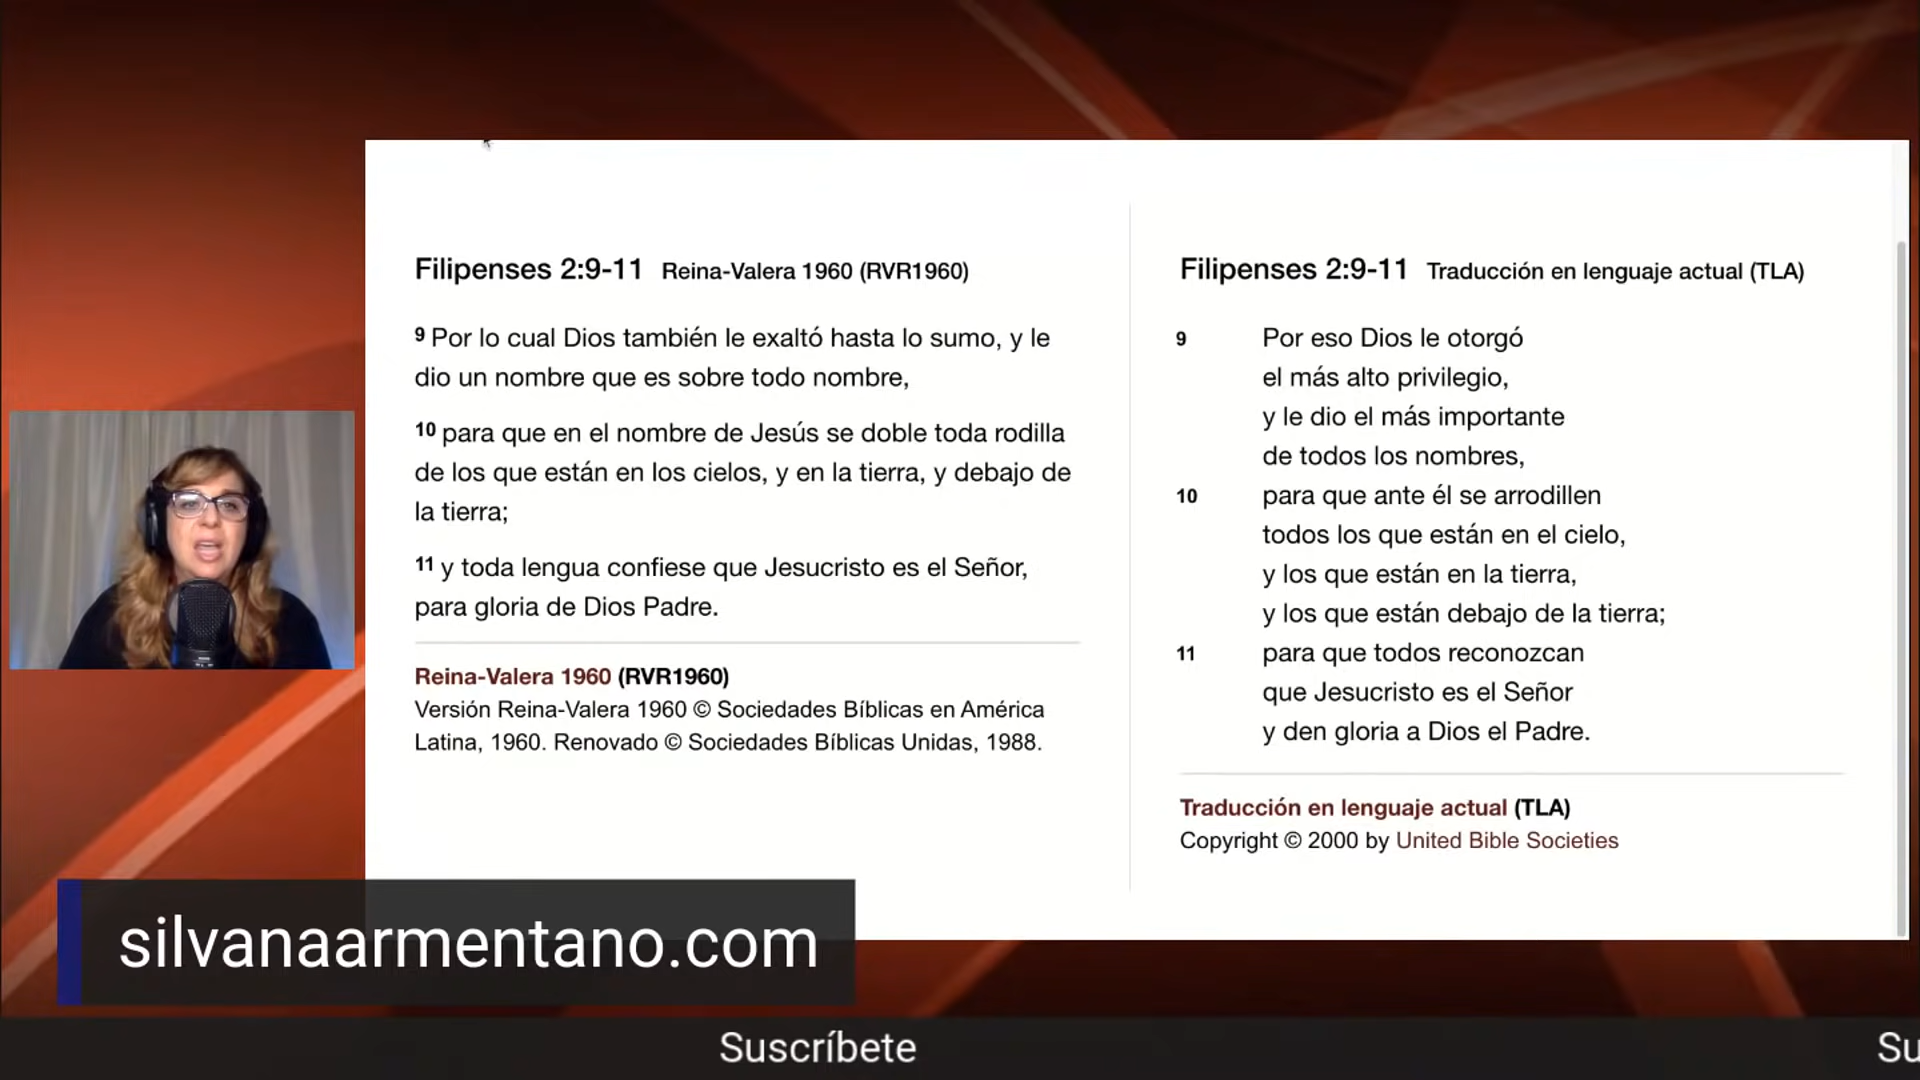 Filipenses 2:9-11 Reina-Valera 1960 (RVR1960)
9 Por lo cual Dios también le exaltó hasta lo sumo, y le
dio un nombre que es sobre todo nombre,
10 para que en el nombre de Jesús se doble toda rodilla
de los que están en los cielos, y en la tierra, y debajo de
la tierra;
11 y toda lengua confiese que Jesucristo es el Señor,
para gloria de Dios Padre.
Reina-Valera 1960 (RVR1960)
Versión Reina-Valera 1960 © Sociedades Bíblicas en América
Latina, 1960. Renovado © Sociedades Bíblicas Unidas, 1988.
Filipenses 2:9-11 Traducción en lenguaje actual (TLA)
9 Por eso Dios le otorgó
el más alto privilegio,
y le dio el más importante
de todos los nombres,
10 para que ante él se arrodillen
todos los que están en el cielo,
y los que están en la tierra,
y los que están debajo de la tierra;
11 para que todos reconozcan
que Jesucristo es el Señor
y den gloria a Dios el Padre.
Traducción en lenguaje actual (TLA)
Copyright © 2000 by United Bible Societies
silvanaarmentano.com
Suscríbete
Su